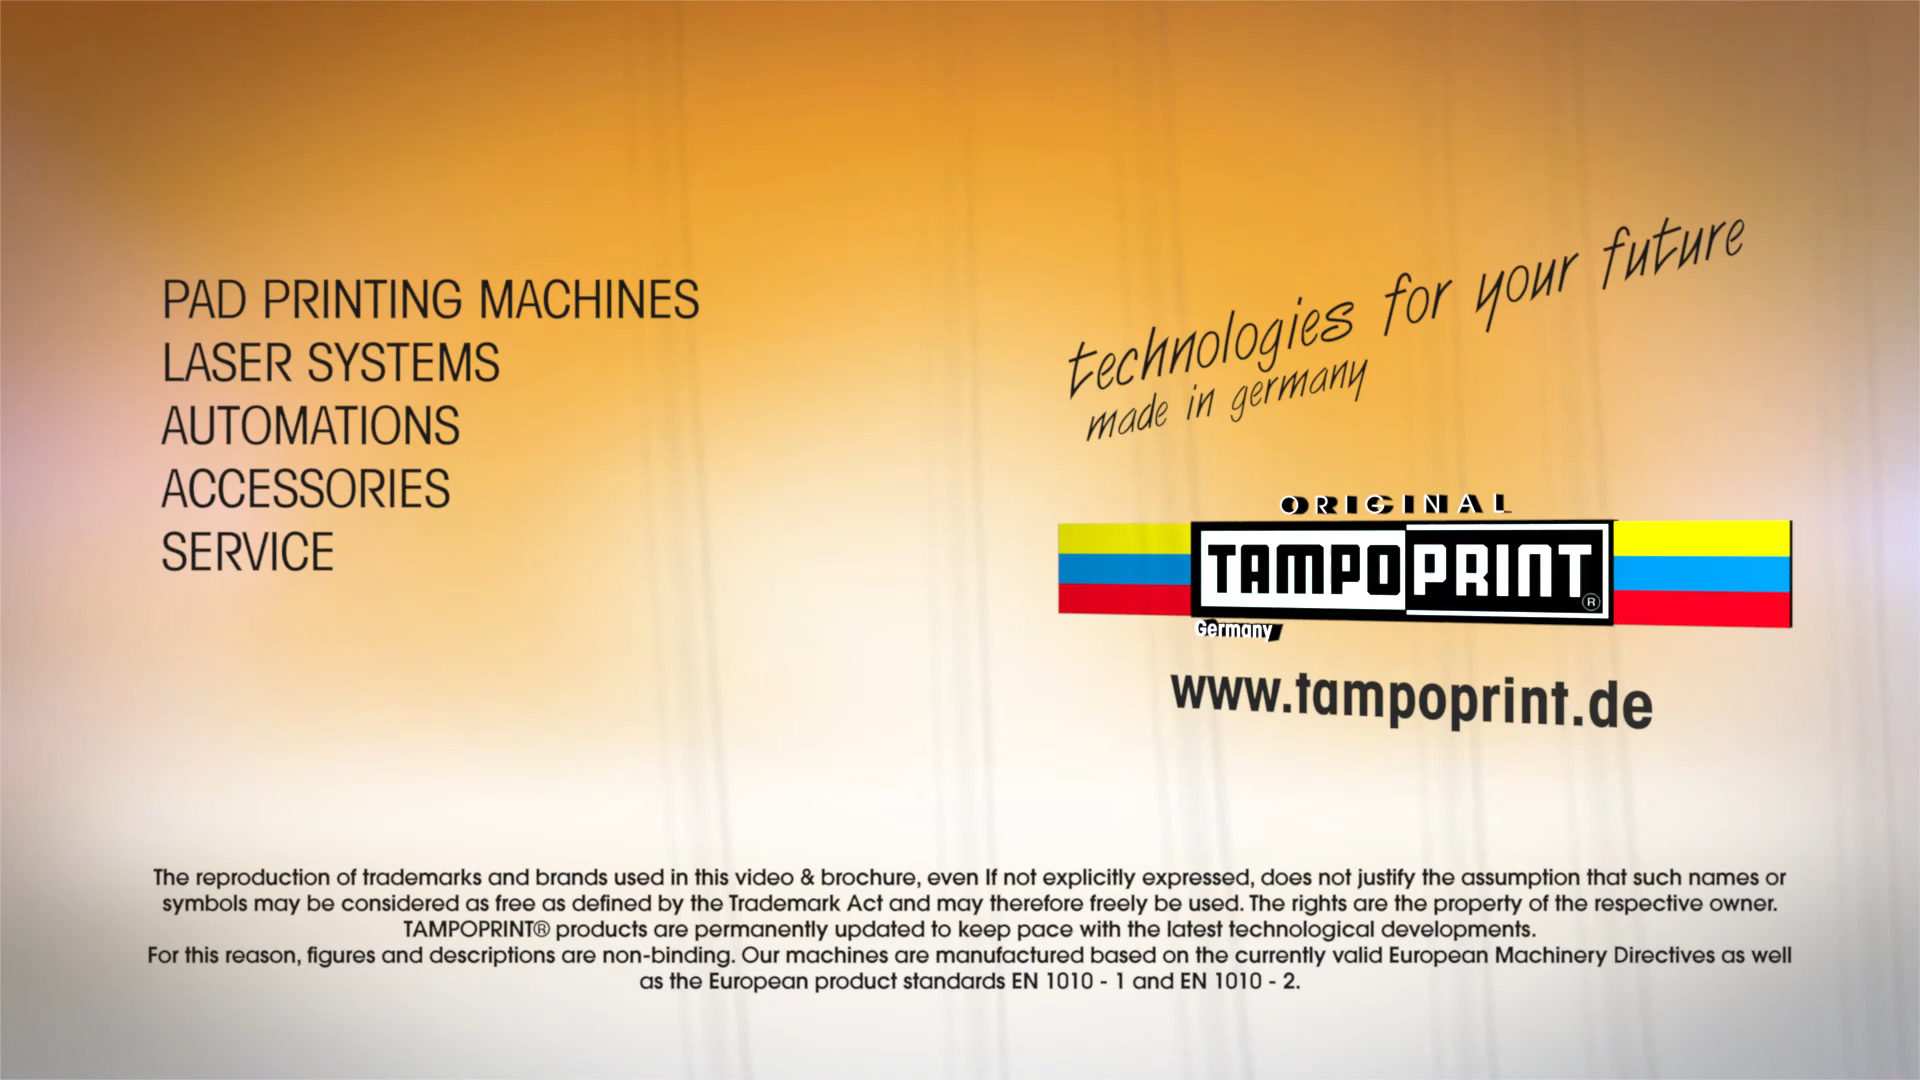 PAD PRINTING MACHINES
LASER SYSTEMS
AUTOMATIONS
ACCESSORIES
SERVICE
technologies for your future
made in germany
ORIGINAL
TAMPOPRINT®
Germany
www.tampoprint.de
The reproduction of trademarks and brands used in this video & brochure, even If not explicitly expressed, does not justify the assumption that such names or
symbols may be considered as free as defined by the Trademark Act and may therefore freely be used. The rights are the property of the respective owner.
TAMPOPRINT® products are permanently updated to keep pace with the latest technological developments.
For this reason, figures and descriptions are non-binding. Our machines are manufactured based on the currently valid European Machinery Directives as well
as the European product standards EN 1010 - 1 and EN 1010 - 2.